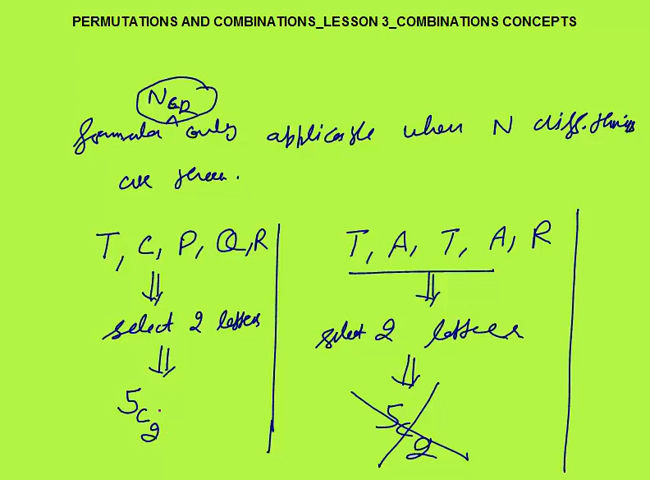 PERMUTATIONS AND COMBINATIONS_LESSON 3_COMBINATIONS CONCEPTS
NCR
formula only applicable when N diff. things
are there.
T, C, P, Q, R
T, A, T, A, R
select 2 letters
select 2 letters
5C2
5C2